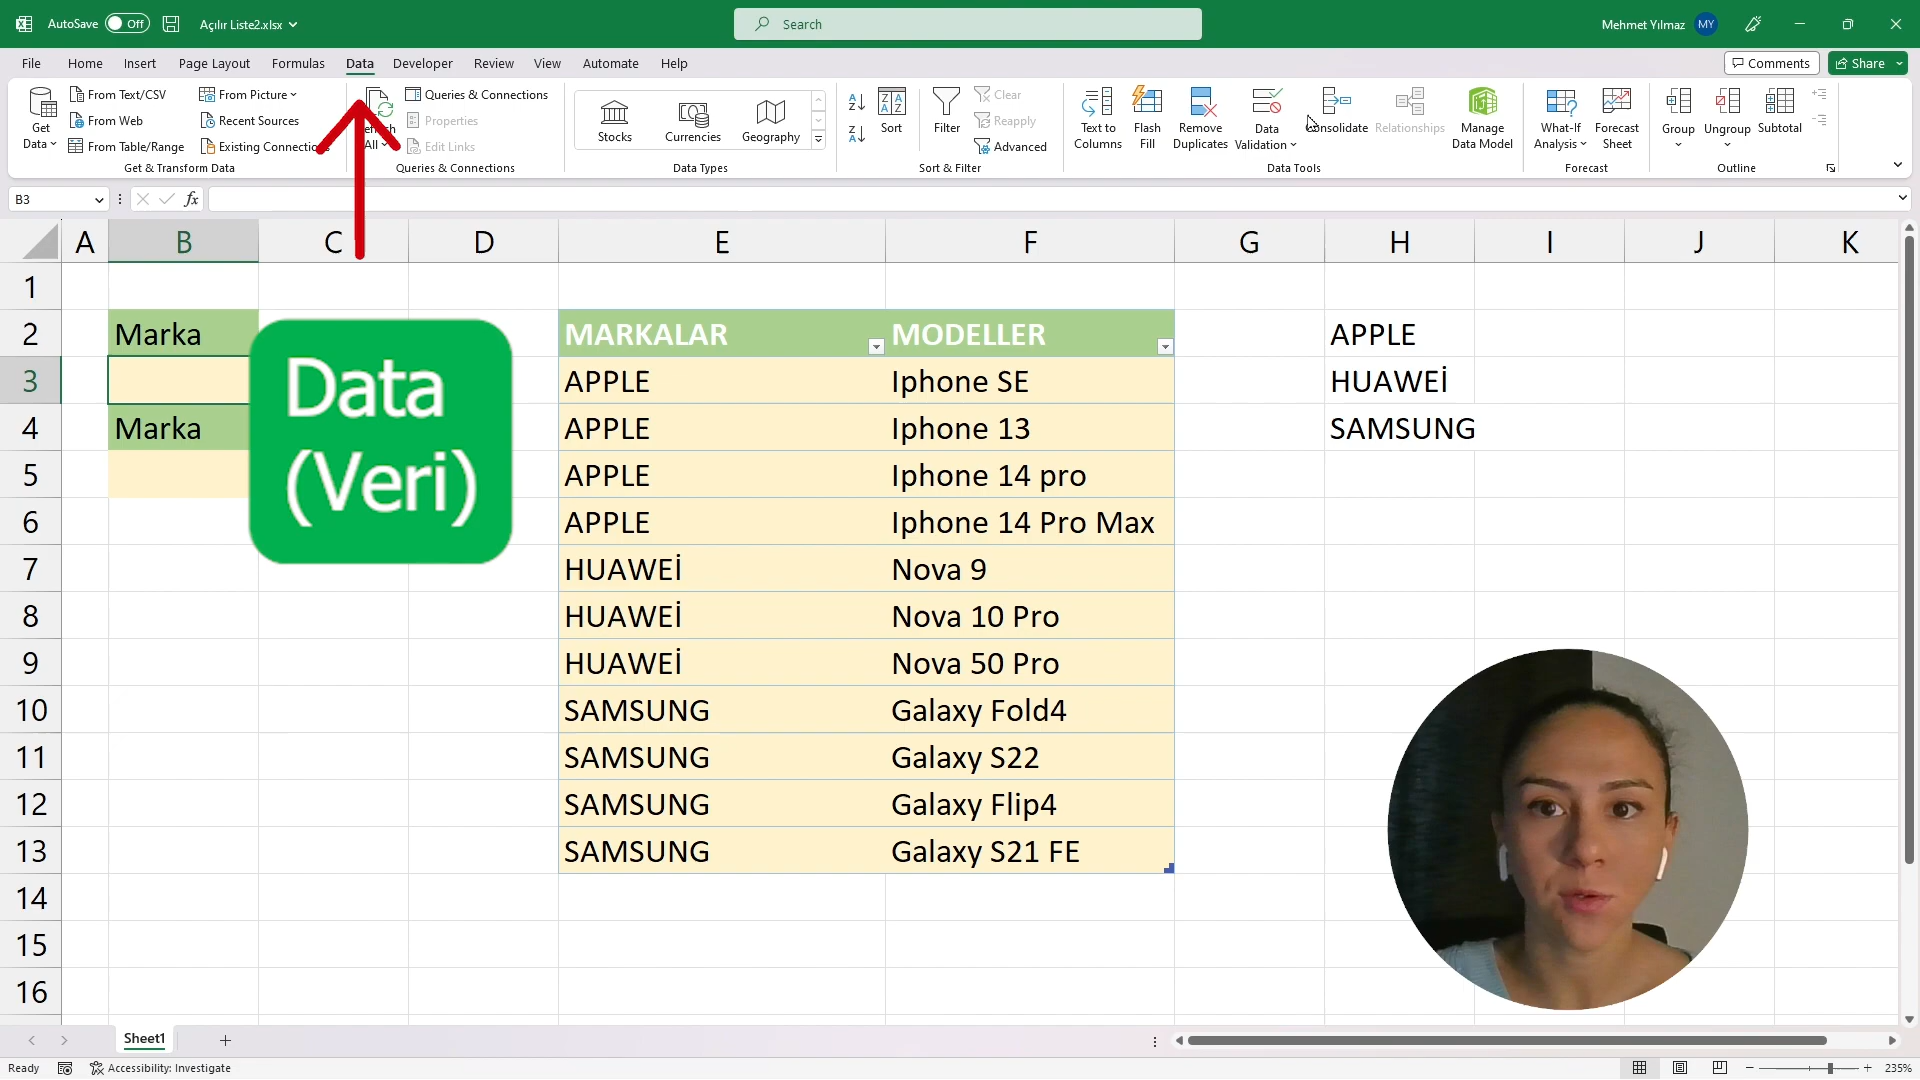 AutoSave Off Açılır Liste2.xlsx Search Mehmet Yılmaz MY
File Home Insert Page Layout Formulas Data Developer Review View Automate Help Comments Share
Get Data
From Text/CSV
From Web
From Table/Range
From Picture
Recent Sources
Existing Connections
Get & Transform Data
All
Queries & Connections
Properties
Edit Links
Queries & Connections
Stocks Currencies Geography
Data Types
Sort
Filter
Clear
Reapply
Advanced
Sort & Filter
Text to Columns
Flash Fill
Remove Duplicates
Data Validation
Consolidate
Relationships
Manage Data Model
Data Tools
What-If Analysis
Forecast Sheet
Forecast
Group
Ungroup
Subtotal
Outline
B3 fx
A B C D E F G H I J K
1
2 Marka MARKALAR MODELLER APPLE
3 APPLE Iphone SE HUAWEİ
4 Marka APPLE Iphone 13 SAMSUNG
5 APPLE Iphone 14 pro
6 APPLE Iphone 14 Pro Max
7 HUAWEİ Nova 9
8 HUAWEİ Nova 10 Pro
9 HUAWEİ Nova 50 Pro
10 SAMSUNG Galaxy Fold4
11 SAMSUNG Galaxy S22
12 SAMSUNG Galaxy Flip4
13 SAMSUNG Galaxy S21 FE
14
15
16
Data
(Veri)
Sheet1
Ready Accessibility: Investigate 235%